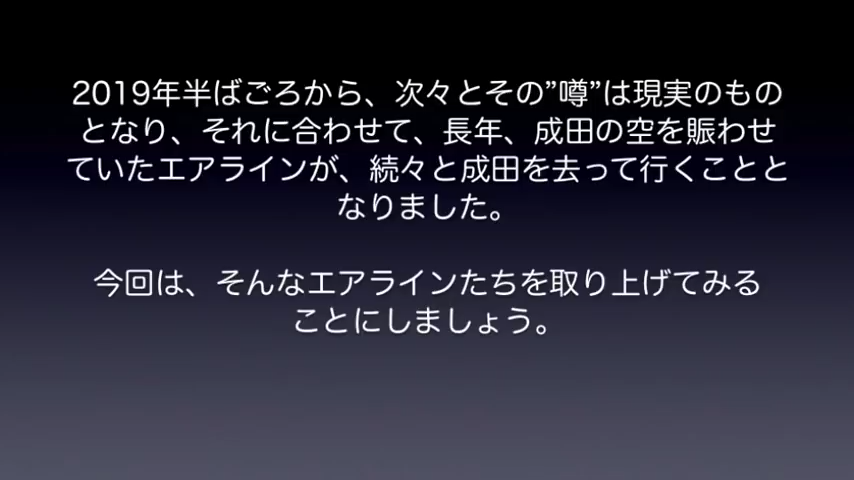 2019年半ばごろから、次々とその”噂”は現実のもの
となり、それに合わせて、長年、成田の空を賑わせ
ていたエアラインが、続々と成田を去って行くことと
なりました。
今回は、そんなエアラインたちを取り上げてみる
ことにしましょう。